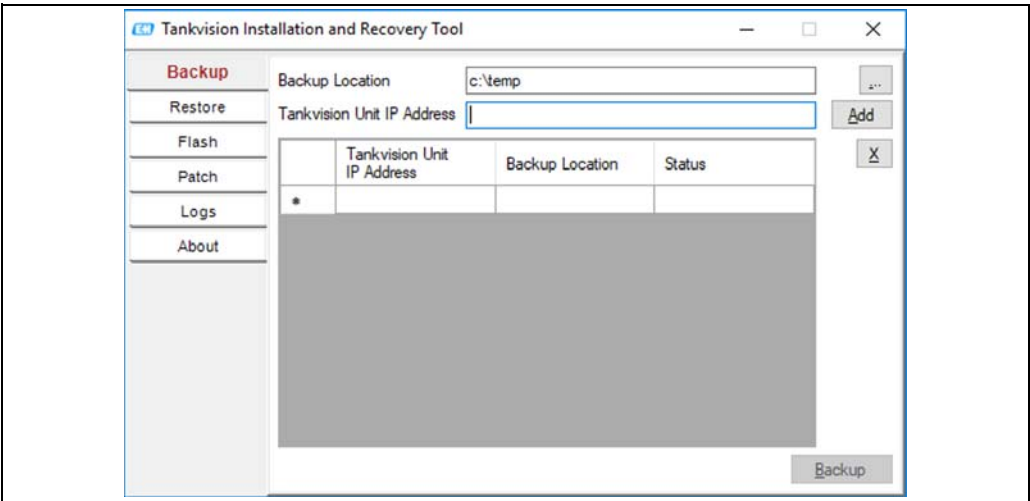 Tankvision Installation and Recovery Tool
Backup
Restore
Flash
Patch
Logs
About
Backup Location c:\temp ...
Tankvision Unit IP Address Add
X
Tankvision Unit IP Address Backup Location Status
*
Backup